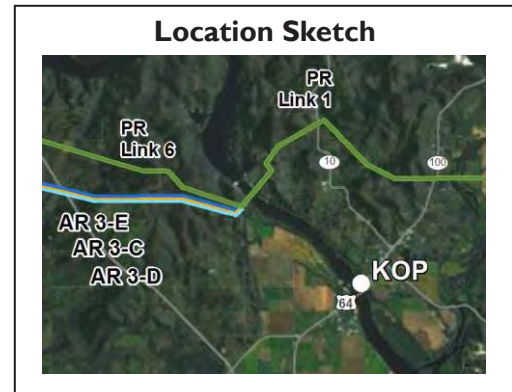 Location Sketch
PR
Link 1
PR
Link 6
10
100
AR 3-E
AR 3-C
AR 3-D
KOP
64